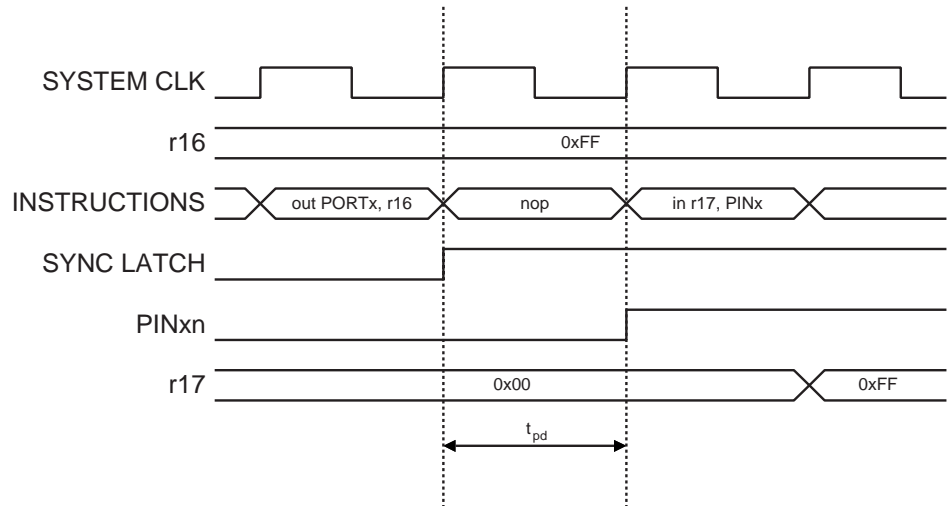 SYSTEM CLK
r16
0xFF
INSTRUCTIONS
out PORTx, r16
nop
in r17, PINx
SYNC LATCH
PINxn
r17
0x00
0xFF
tpd